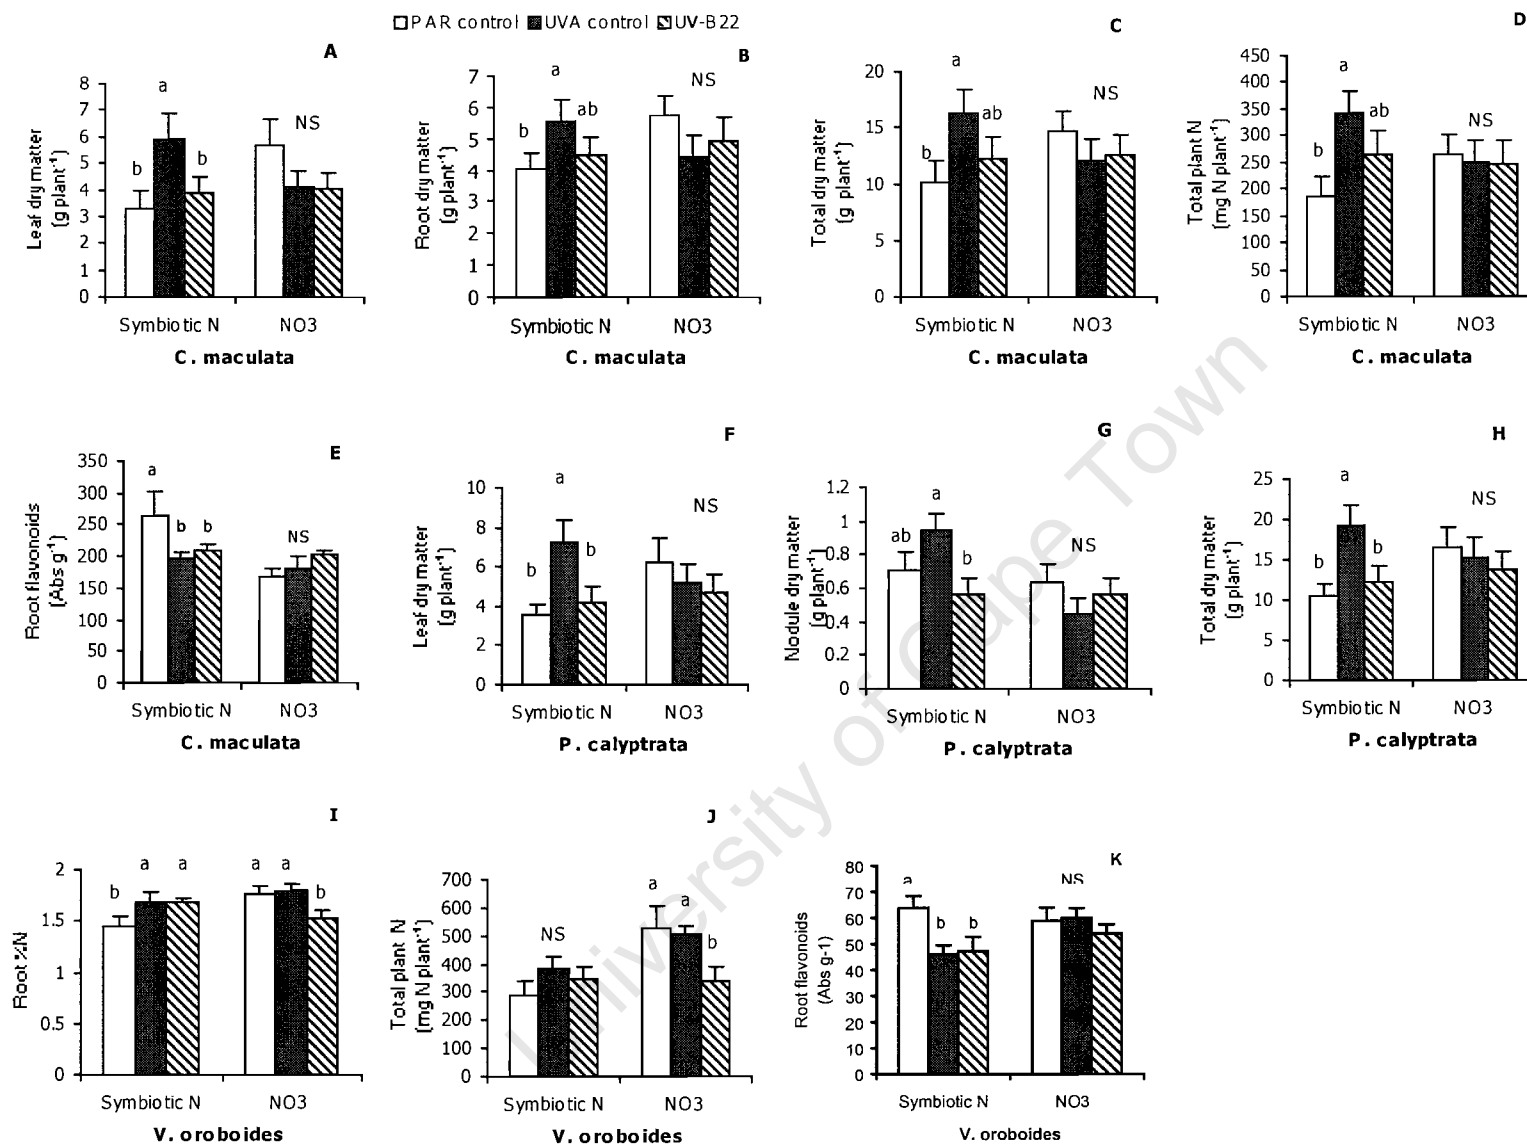 PAR control UVA control UV-B22
A
Leaf dry matter
(g plant-1)
8
7
6
5
4
3
2
1
0
b
a
b
NS
Symbiotic N NO3
C. maculata
B
Root dry matter
(g plant-1)
7
6
5
4
3
2
1
0
b
a
ab
NS
Symbiotic N NO3
C. maculata
C
Total dry matter
(g plant-1)
20
15
10
5
0
b
a
ab
NS
Symbiotic N NO3
C. maculata
D
Total plant N
(mg N plant-1)
450
400
350
300
250
200
150
100
50
0
b
a
ab
NS
Symbiotic N NO3
C. maculata
E
Root flavonoids
(Abs g-1)
350
300
250
200
150
100
50
0
a
b
b
NS
Symbiotic N NO3
C. maculata
F
Leaf dry matter
(g plant-1)
10
8
6
4
2
0
b
a
b
NS
Symbiotic N NO3
P. calyptrata
G
Nodule dry matter
(g plant-1)
1.2
1
0.8
0.6
0.4
0.2
0
ab
a
b
NS
Symbiotic N NO3
P. calyptrata
H
Total dry matter
(g plant-1)
25
20
15
10
5
0
b
a
b
NS
Symbiotic N NO3
P. calyptrata
I
Root %N
2
1.5
1
0.5
0
b
a
a
a
a
b
Symbiotic N NO3
V. oroboides
J
Total plant N
(mg N plant-1)
700
600
500
400
300
200
100
0
NS
a
a
b
Symbiotic N NO3
V. oroboides
K
Root flavonoids
(Abs g-1)
80
70
60
50
40
30
20
10
0
a
b
b
NS
Symbiotic N NO3
V. oroboides
University of Cape Town